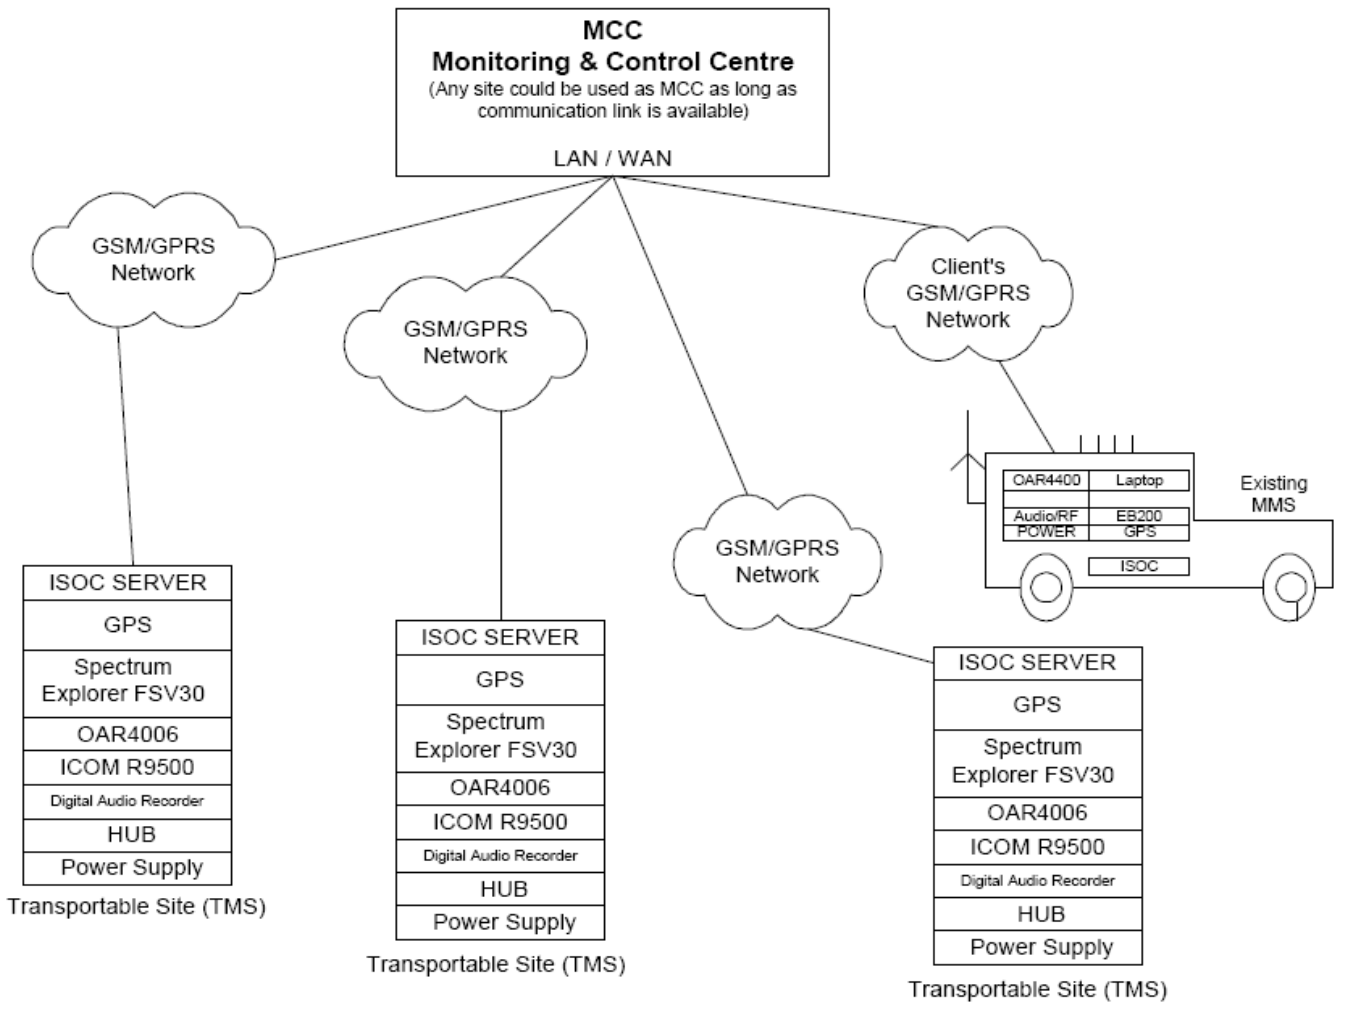 MCC
Monitoring & Control Centre
(Any site could be used as MCC as long as
communication link is available)
LAN / WAN
GSM/GPRS
Network
GSM/GPRS
Network
GSM/GPRS
Network
Client's
GSM/GPRS
Network
OAR4400
Laptop
Audio/RF
EB200
POWER
GPS
ISOC
Existing
MMS
ISOC SERVER
GPS
Spectrum
Explorer FSV30
OAR4006
ICOM R9500
Digital Audio Recorder
HUB
Power Supply
Transportable Site (TMS)
ISOC SERVER
GPS
Spectrum
Explorer FSV30
OAR4006
ICOM R9500
Digital Audio Recorder
HUB
Power Supply
Transportable Site (TMS)
ISOC SERVER
GPS
Spectrum
Explorer FSV30
OAR4006
ICOM R9500
Digital Audio Recorder
HUB
Power Supply
Transportable Site (TMS)